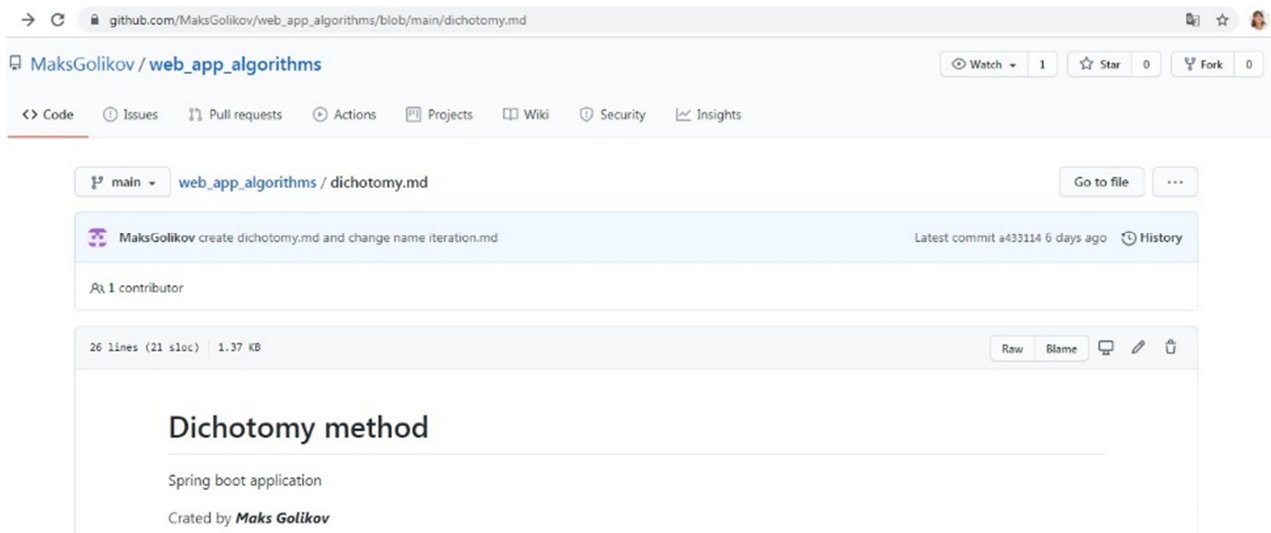 github.com/MaksGolikov/web_app_algorithms/blob/main/dichotomy.md
MaksGolikov / web_app_algorithms
Watch 1 Star 0 Fork 0
Code Issues Pull requests Actions Projects Wiki Security Insights
main web_app_algorithms / dichotomy.md Go to file ...
MaksGolikov create dichotomy.md and change name iteration.md Latest commit a433114 6 days ago History
1 contributor
26 lines (21 sloc) 1.37 KB Raw Blame
Dichotomy method
Spring boot application
Crated by Maks Golikov